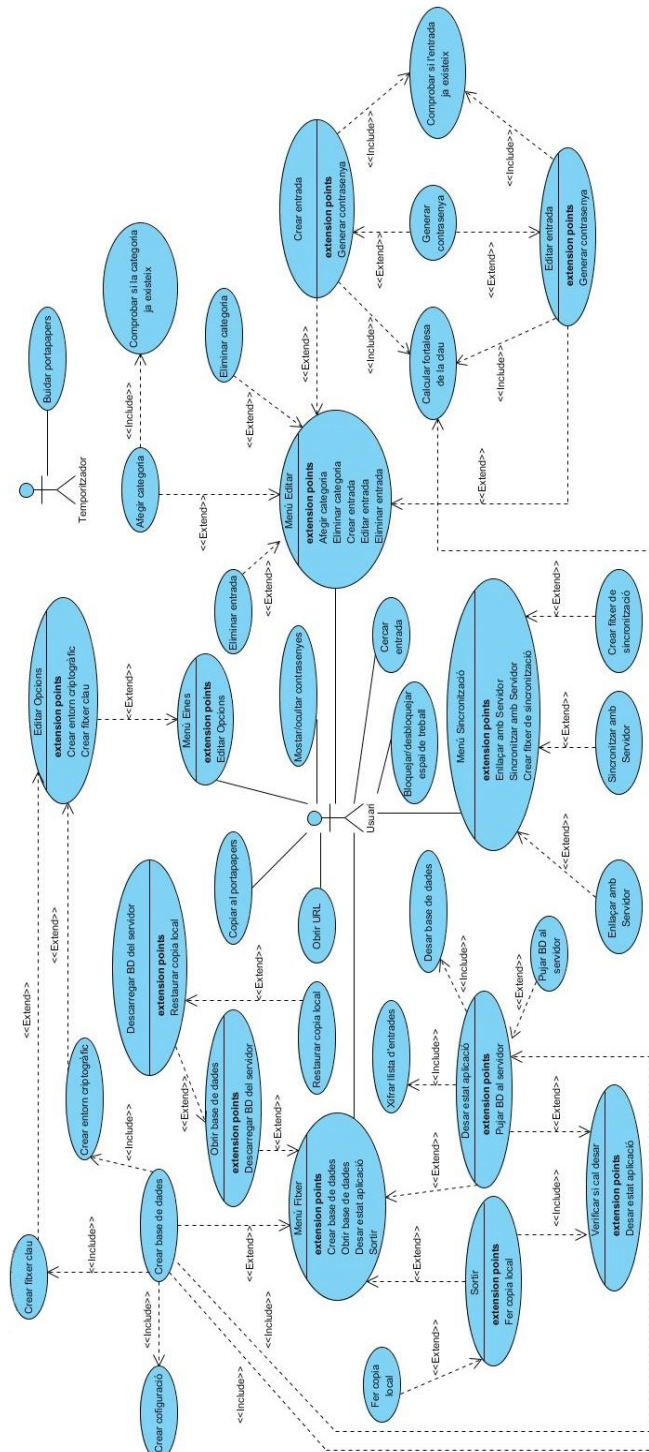 Crear fitxer clau
<<Include>>
Crear cofiguració
<<Include>>
Crear base de dades
<<Include>>
Crear entorn criptogràfic
<<Extend>>
<<Extend>>
Editar Opcions
extension points
Crear entorn criptogràfic
Crear fitxer clau
<<Extend>>
Menú Eines
extension points
Editar Opcions
Descarregar BD del servidor
extension points
Restaurar copia local
<<Extend>>
Restaurar copia local
<<Extend>>
Obrir base de dades
extension points
Descarregar BD del servidor
<<Extend>>
<<Extend>>
<<Include>>
<<Include>>
Menú Fitxer
extension points
Crear base de dades
Obrir base de dades
Desar estat aplicació
Sortir
Copiar al portapapers
Obrir URL
Usuari
Mostar/ocultar contrasenyes
Cercar
entrada
Bloquejar/desbloquejar
espai de treball
Temporitzador
Buidar portapapers
Afegir categoria
<<Include>>
Comprobar si la categoria
ja existeix
Eliminar entrada
<<Extend>>
<<Extend>>
Eliminar categoria
<<Extend>>
Menú Editar
extension points
Afegir categoria
Eliminar categoria
Crear entrada
Editar entrada
Eliminar entrada
<<Extend>>
Crear entrada
extension points
Generar contrasenya
<<Include>>
Comprobar si l'entrada
ja existeix
<<Include>>
<<Extend>>
Generar
contrasenya
<<Extend>>
<<Include>>
Calcular fortalesa
de la clau
<<Include>>
Editar entrada
extension points
Generar contrasenya
<<Extend>>
Fer copia
local
<<Extend>>
Sortir
extension points
Fer copia local
<<Extend>>
<<Include>>
Verificar si cal desar
extension points
Desar estat aplicació
<<Extend>>
<<Extend>>
Desar estat aplicació
extension points
Pujar BD al servidor
Xifrar llista d'entrades
<<Include>>
Desar base de dades
<<Include>>
<<Extend>>
Pujar BD al
servidor
Menú Sincronització
extension points
Enllaçar amb Servidor
Sincronitzar amb Servidor
Crear fitxer de sincronització
<<Extend>>
Enllaçar amb
Servidor
<<Extend>>
Sincronitzar amb
Servidor
<<Extend>>
Crear fitxer de
sincronització